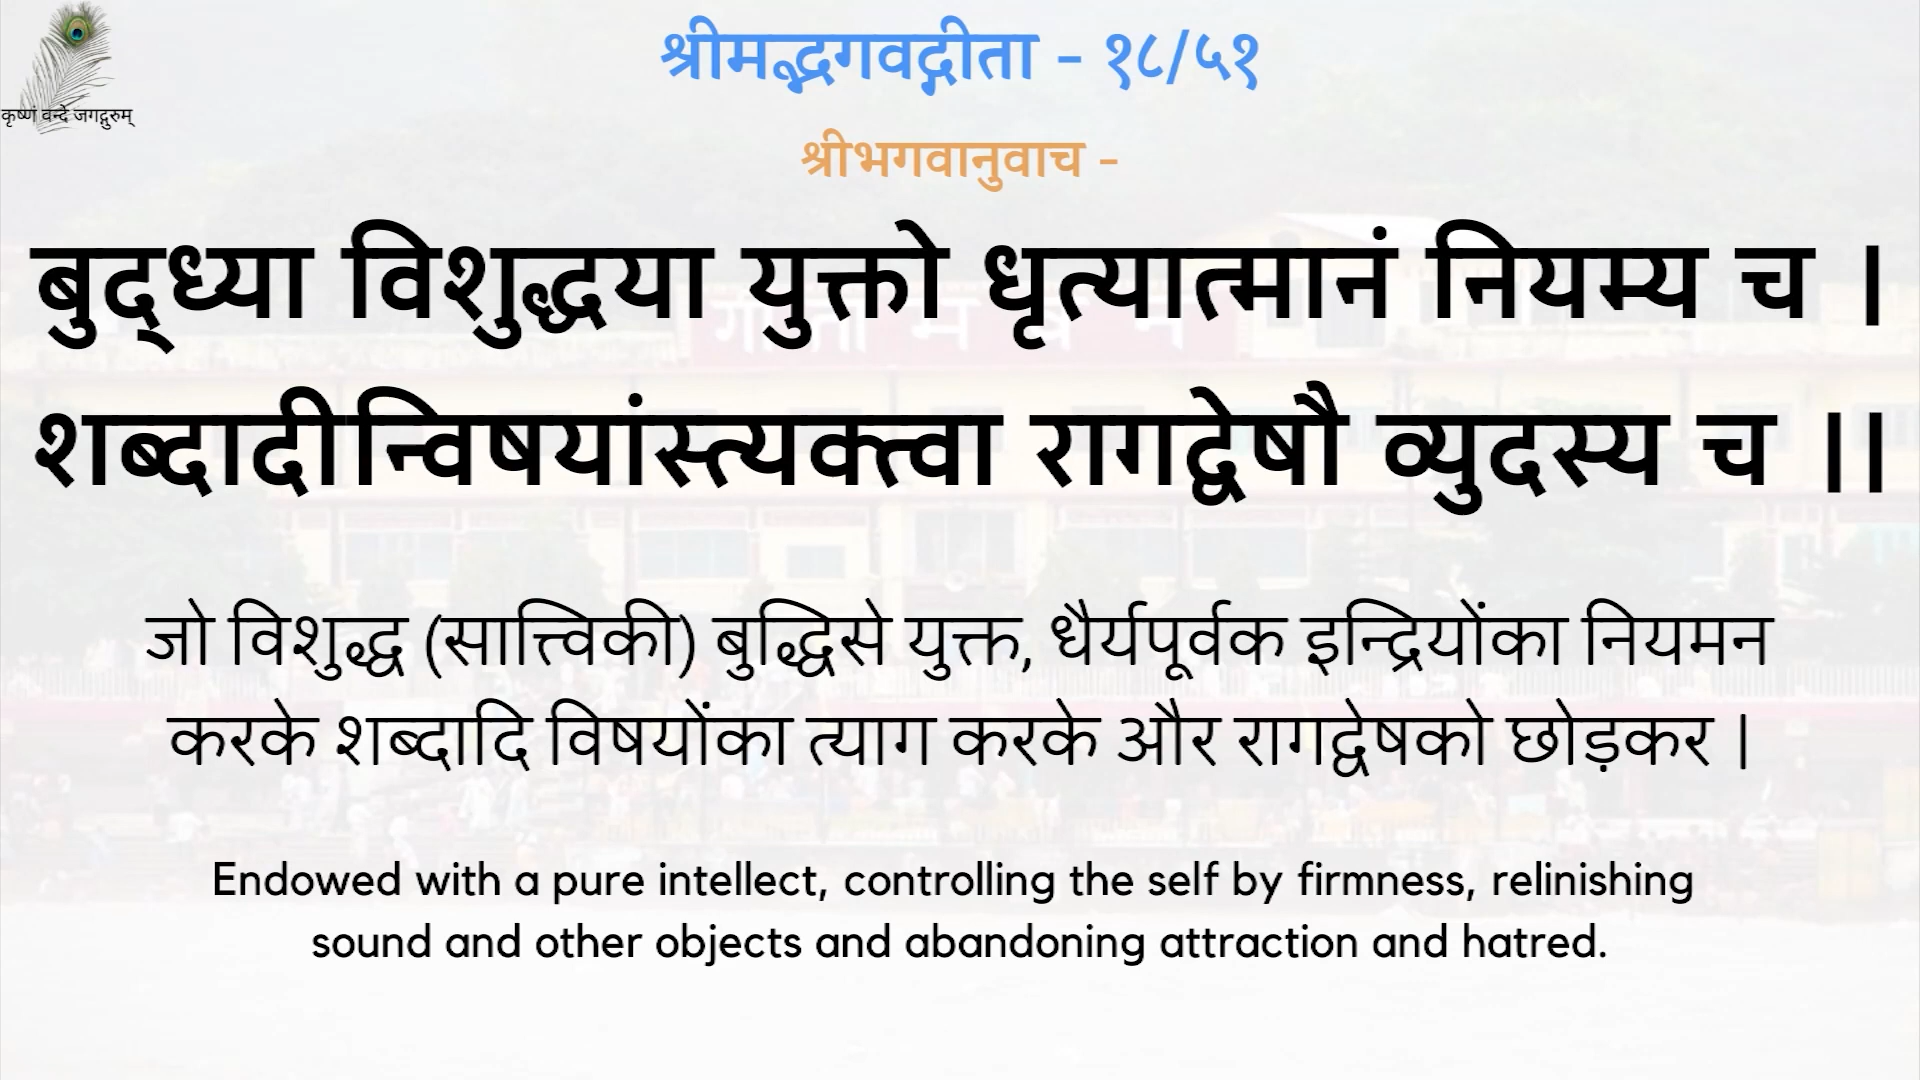 श्रीमद्भगवद्गीता - १८/५१
कृष्णं वन्दे जगद्गुरुम्
श्रीभगवानुवाच -
बुद्ध्या विशुद्धया युक्तो धृत्यात्मानं नियम्य च ।
शब्दादीन्विषयांस्त्यक्त्वा रागद्वेषौ व्युदस्य च ।।
जो विशुद्ध (सात्त्विकी) बुद्धिसे युक्त, धैर्यपूर्वक इन्द्रियोंका नियमन
करके शब्दादि विषयोंका त्याग करके और रागद्वेषको छोड़कर |
Endowed with a pure intellect, controlling the self by firmness, relinishing
sound and other objects and abandoning attraction and hatred.